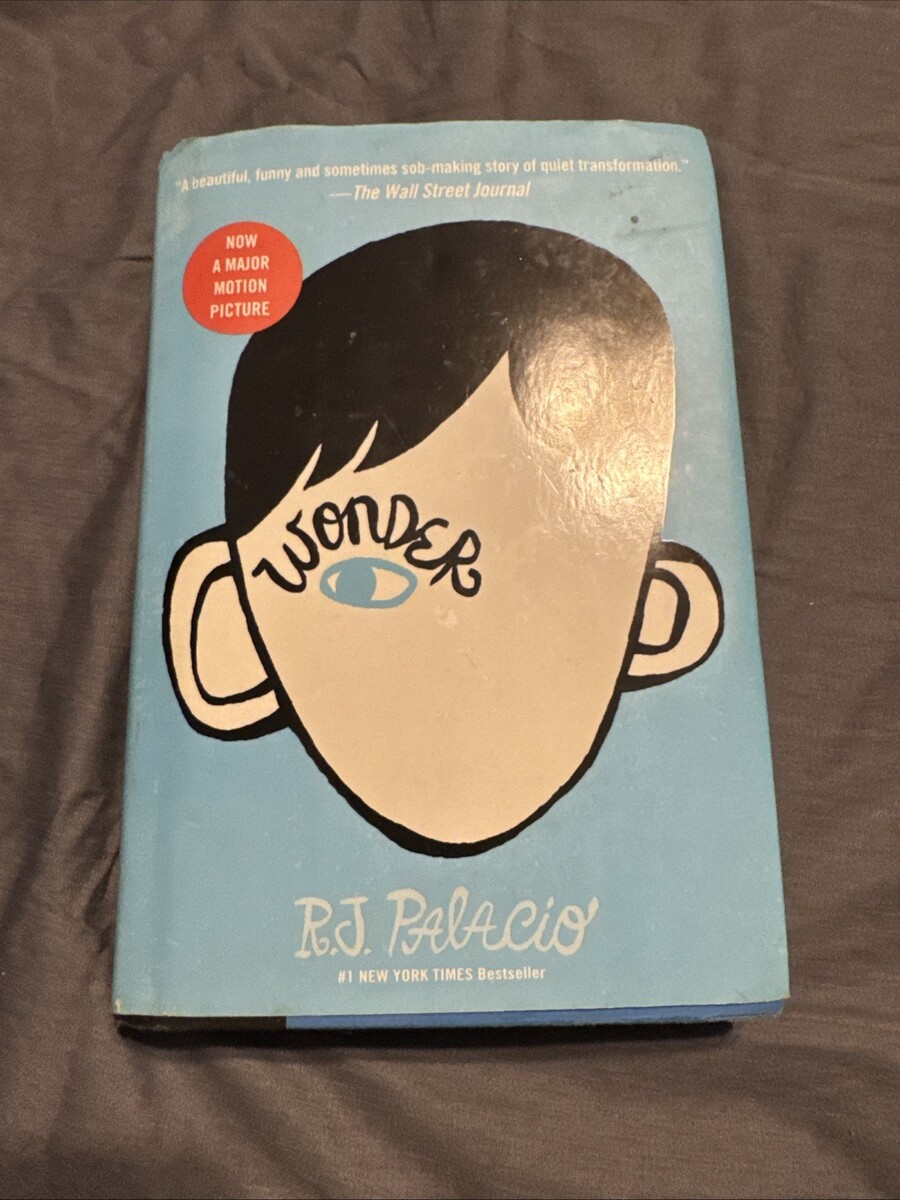 "A beautiful, funny and sometimes sob-making story of quiet transformation."
—The Wall Street Journal
NOW
A MAJOR
MOTION
PICTURE
WONDER
R.J. PALACIO
#1 NEW YORK TIMES Bestseller